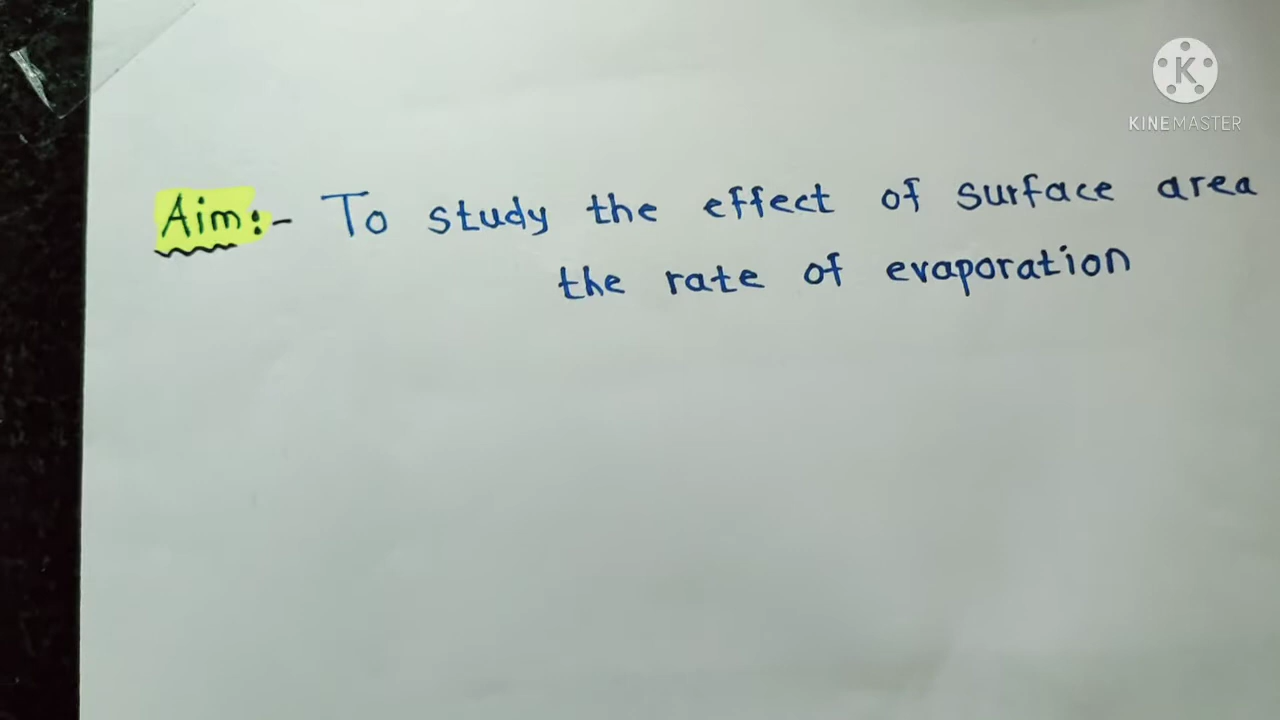 K
KINEMASTER
Aim:- To study the effect of surface area
the rate of evaporation